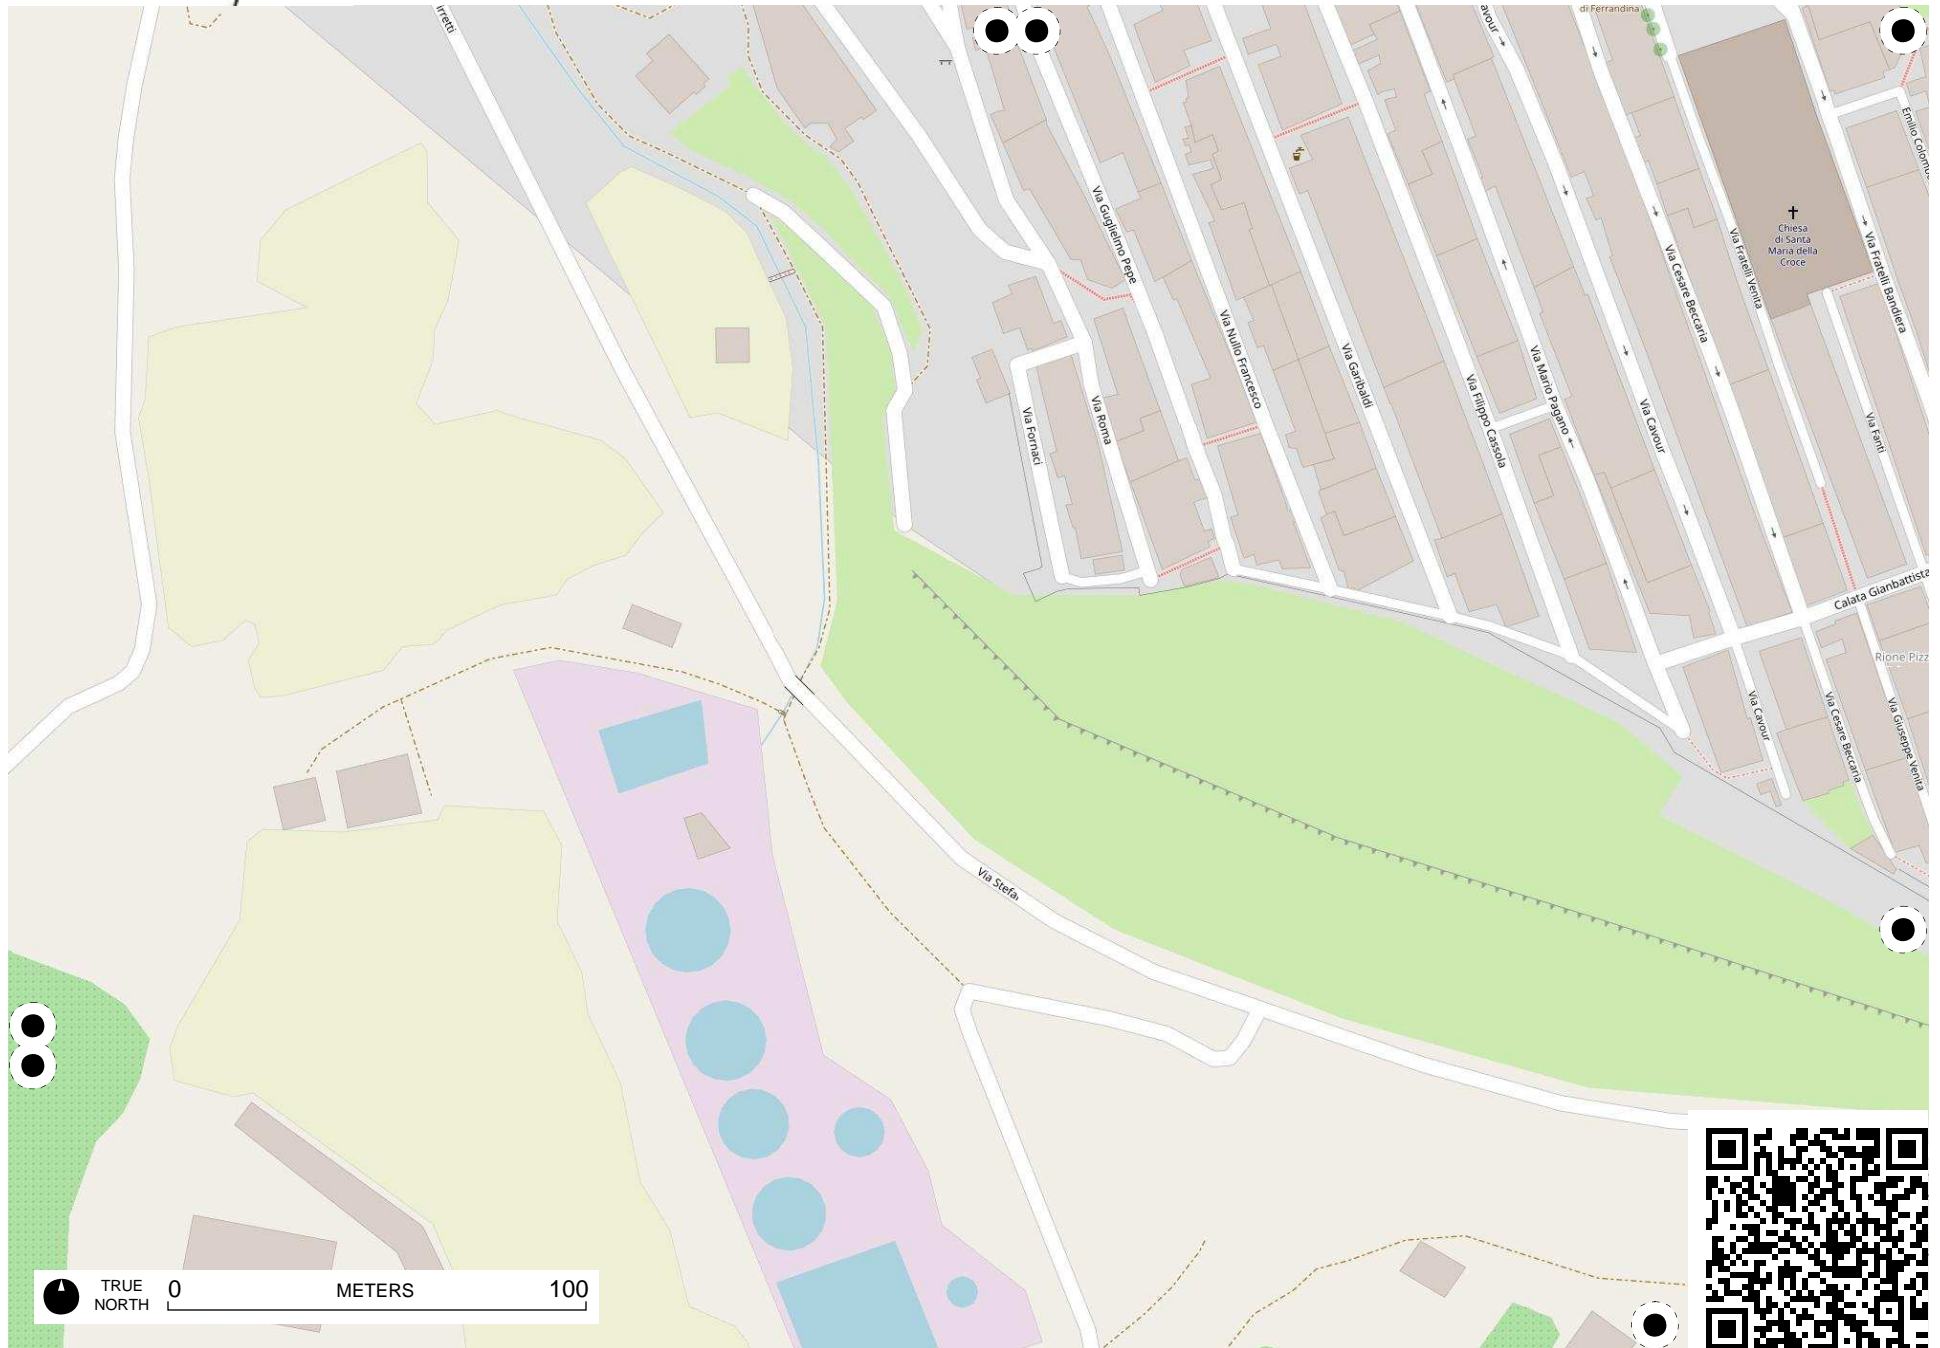 di Ferrandina
Emilio Colombo
Via Guglielmo Pepe
Chiesa
di Santa
Maria della
Croce
Via Fratelli Venita
Via Fratelli Bandiera
Via Cesare Beccaria
Via Nullo Francesco
Via Garibaldi
Via Mario Pagano
Via Filippo Cassola
Via Cavour
Via Roma
Via Fornaci
Via Fanti
Calata Gianbattista
Rione Pizz
Via Cavour
Via Cesare Beccaria
Via Giuseppe Venita
Via Stefa
TRUE
NORTH
0 METERS 100